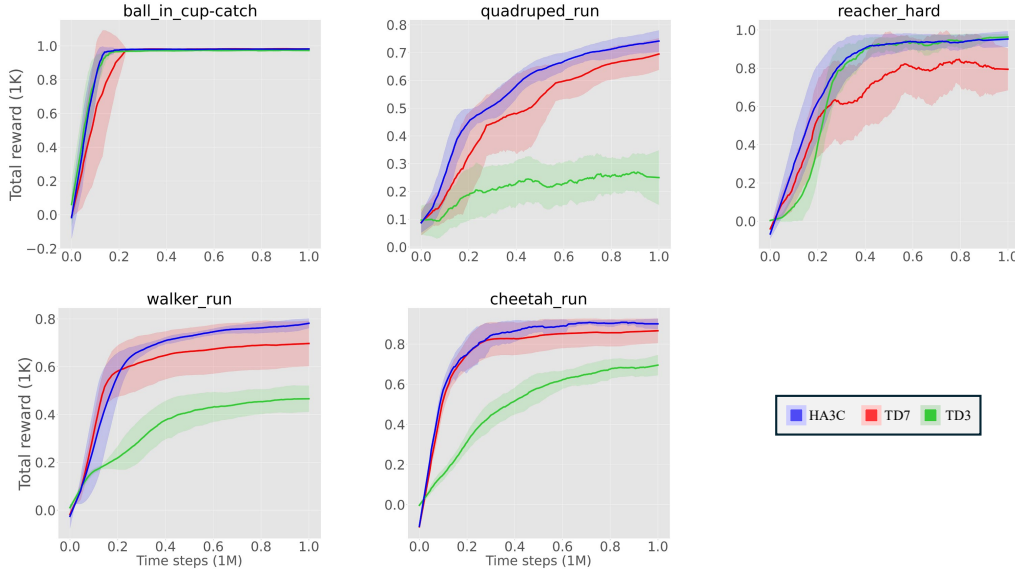 ball_in_cup-catch
quadruped_run
reacher_hard
Total reward (1K)
1.0
0.8
0.6
0.4
0.2
0.0
−0.2
0.0 0.2 0.4 0.6 0.8 1.0
0.8
0.7
0.6
0.5
0.4
0.3
0.2
0.1
0.0
0.0 0.2 0.4 0.6 0.8 1.0
1.0
0.8
0.6
0.4
0.2
0.0
0.0 0.2 0.4 0.6 0.8 1.0
walker_run
cheetah_run
Total reward (1K)
0.8
0.6
0.4
0.2
0.0
0.0 0.2 0.4 0.6 0.8 1.0
Time steps (1M)
0.8
0.6
0.4
0.2
0.0
0.0 0.2 0.4 0.6 0.8 1.0
Time steps (1M)
HA3C TD7 TD3